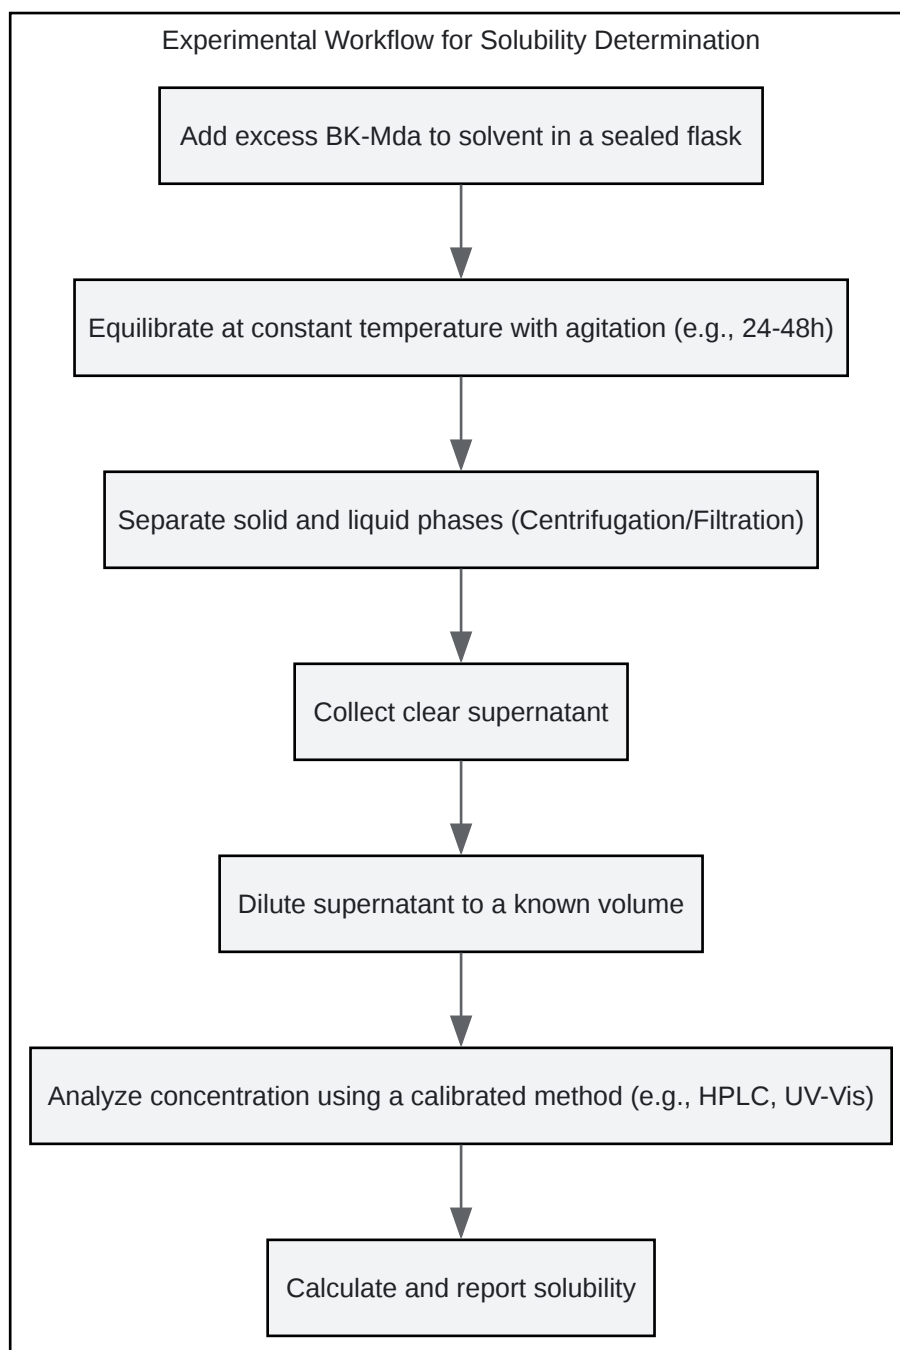 Experimental Workflow for Solubility Determination
Add excess BK-Mda to solvent in a sealed flask
Equilibrate at constant temperature with agitation (e.g., 24-48h)
Separate solid and liquid phases (Centrifugation/Filtration)
Collect clear supernatant
Dilute supernatant to a known volume
Analyze concentration using a calibrated method (e.g., HPLC, UV-Vis)
Calculate and report solubility